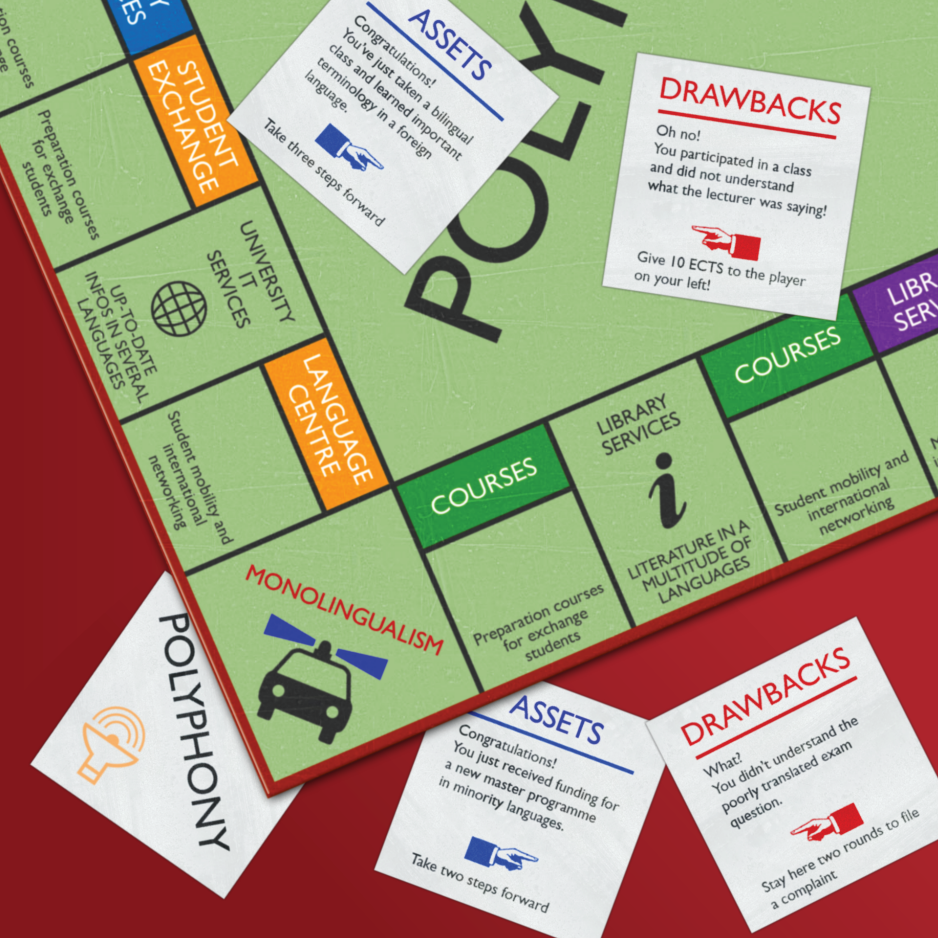 ASSETS
Congratulations!
You've just taken a bilingual
class and learned important
terminology in a foreign
language.
Take three steps forward
DRAWBACKS
Oh no!
You participated in a class
and did not understand
what the lecturer was saying!
Give 10 ECTS to the player
on your left!
STUDENT
EXCHANGE
Preparation courses
for exchange
students
UNIVERSITY
IT
SERVICES
UP-TO-DATE
INFOS IN SEVERAL
LANGUAGES
LANGUAGE
CENTRE
Student mobility and
international
networking
MONOLINGUALISM
COURSES
Preparation courses
for exchange
students
LIBRARY
SERVICES
i
LITERATURE IN A
MULTITUDE OF
LANGUAGES
COURSES
Student mobility and
international
networking
POLYPHONY
ASSETS
Congratulations!
You just received funding for
a new master programme
in minority languages.
Take two steps forward
DRAWBACKS
What?
You didn't understand the
poorly translated exam
question.
Stay here two rounds to file
a complaint